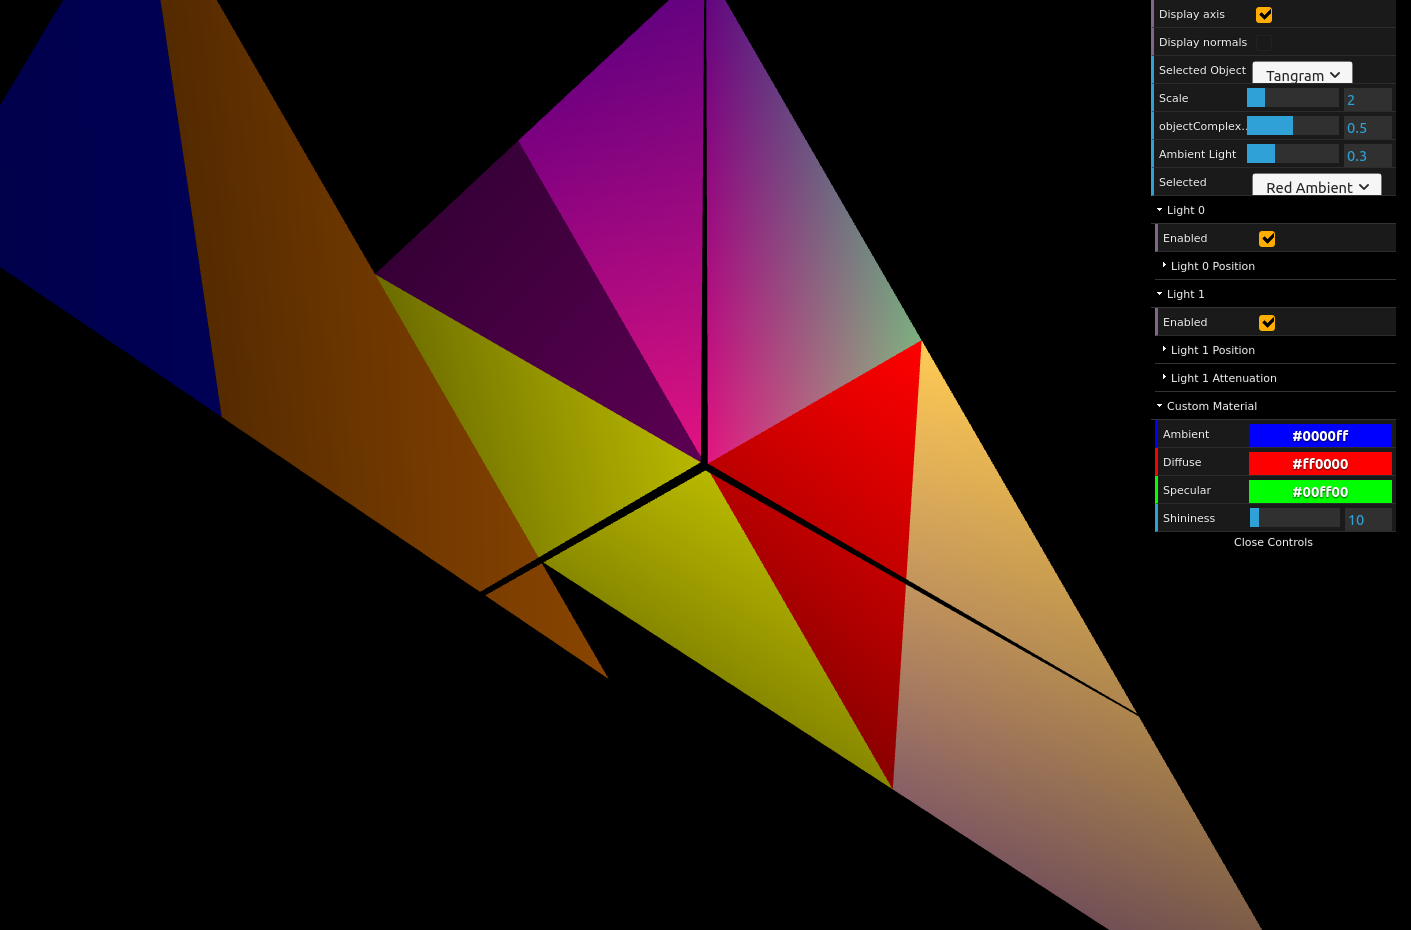 Display axis
Display normals
Selected Object Tangram
Scale 2
objectComplex. 0.5
Ambient Light 0.3
Selected Red Ambient
Light 0
Enabled
Light 0 Position
Light 1
Enabled
Light 1 Position
Light 1 Attenuation
Custom Material
Ambient #0000ff
Diffuse #ff0000
Specular #00ff00
Shininess 10
Close Controls